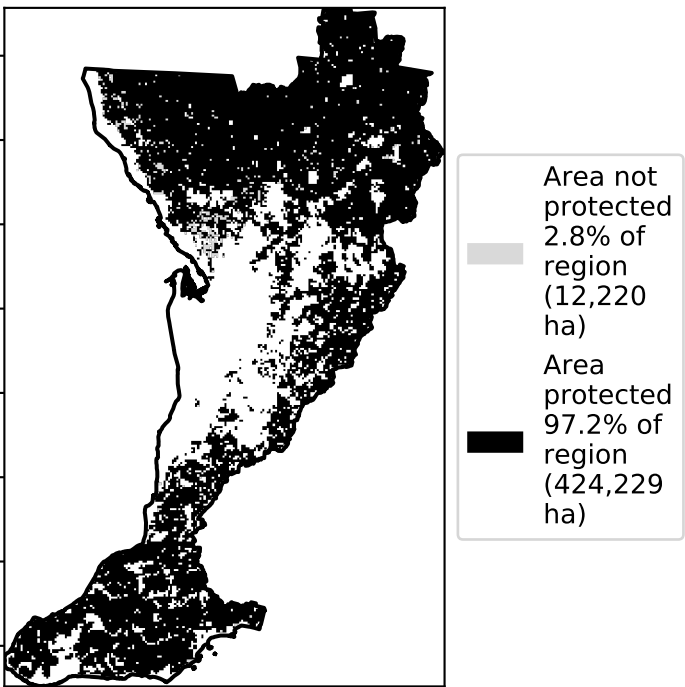 Area not
protected
2.8% of
region
(12,220
ha)
Area
protected
97.2% of
region
(424,229
ha)